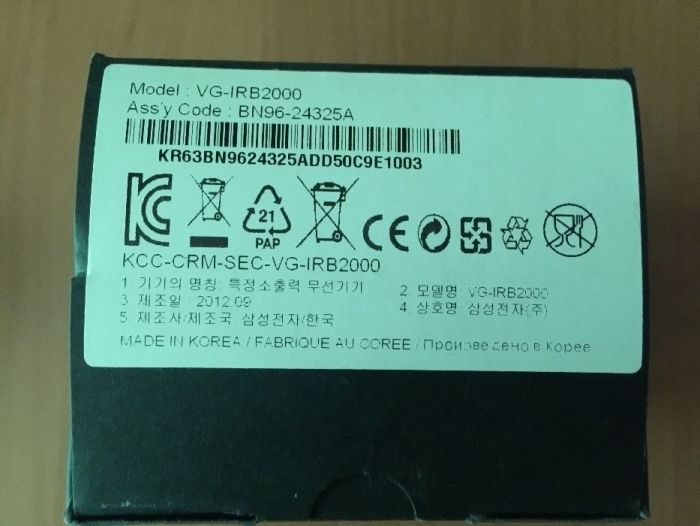 Model : VG-IRB2000
Ass'y Code : BN96-24325A
KR63BN9624325ADD50C9E1003
21
PAP
CE
KCC-CRM-SEC-VG-IRB2000
1. 기기의 명칭: 특정소출력 무선기기 2. 모델명: VG-IRB2000
3. 제조일 : 2012.09 4. 상호명: 삼성전자(주)
5. 제조사/제조국: 삼성전자/한국
MADE IN KOREA / FABRIQUE AU COREE / Произведено в Корее